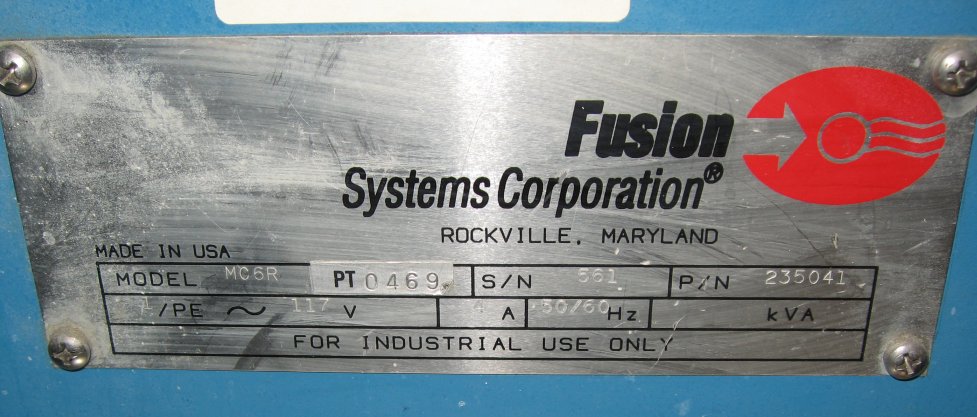 Fusion
Systems Corporation®
ROCKVILLE, MARYLAND
MADE IN USA
MODEL MC6R PT 0469 S/N 561 P/N 235041
/PE ~ 117 V A 50/60 Hz kVA
FOR INDUSTRIAL USE ONLY